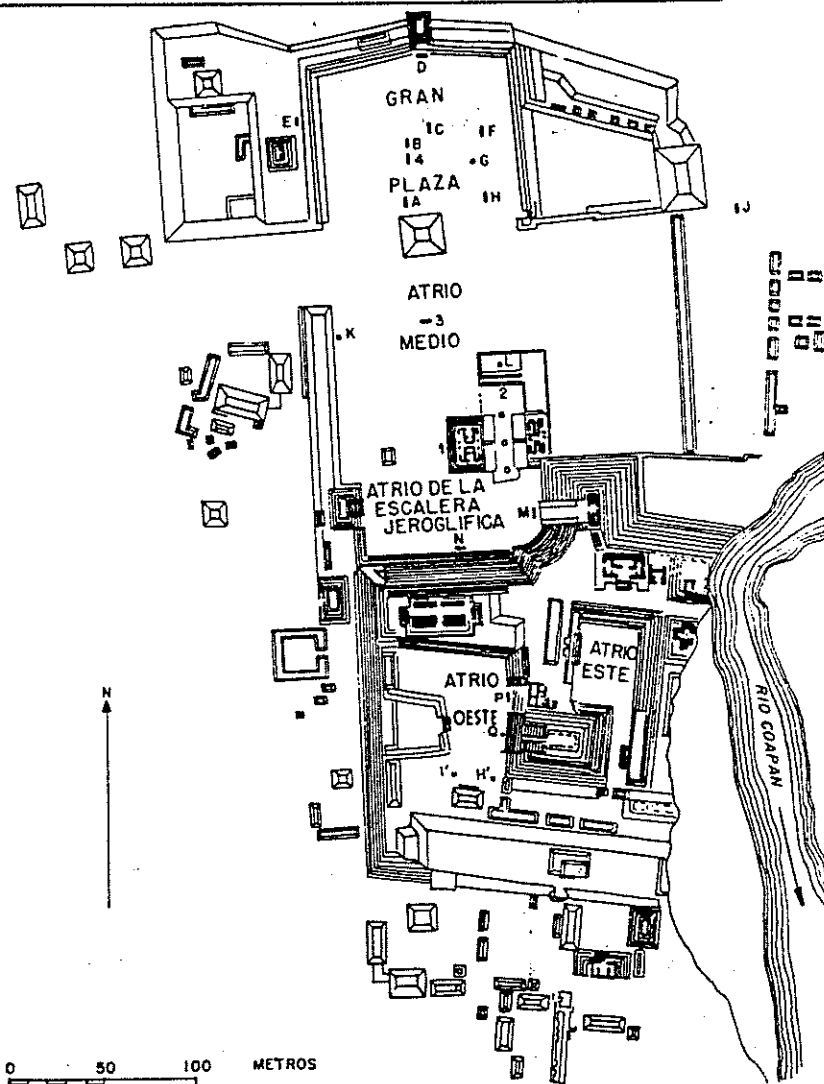 D
GRAN
E
C
F
B
4
G
PLAZA
A
H
J
ATRIO
3
K
MEDIO
L
2
1
ATRIO DE LA
ESCALERA
JEROGLIFICA
M
N
ATRIO
ESTE
ATRIO
P
OESTE
Q
I'
H'
N
RIO COAPAN
0 50 100 METROS